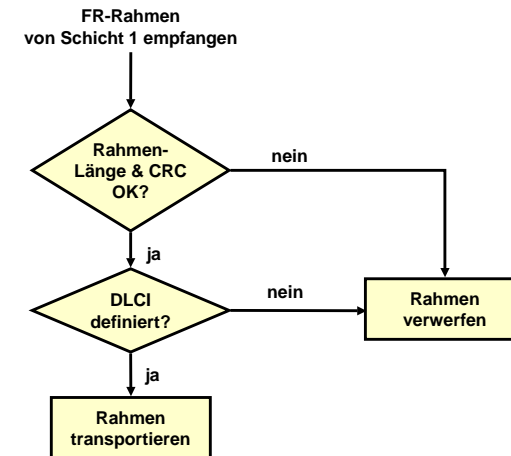 FR-Rahmen
von Schicht 1 empfangen
Rahmen-
Länge & CRC
OK?
nein
ja
DLCI
definiert?
nein
Rahmen
verwerfen
ja
Rahmen
transportieren